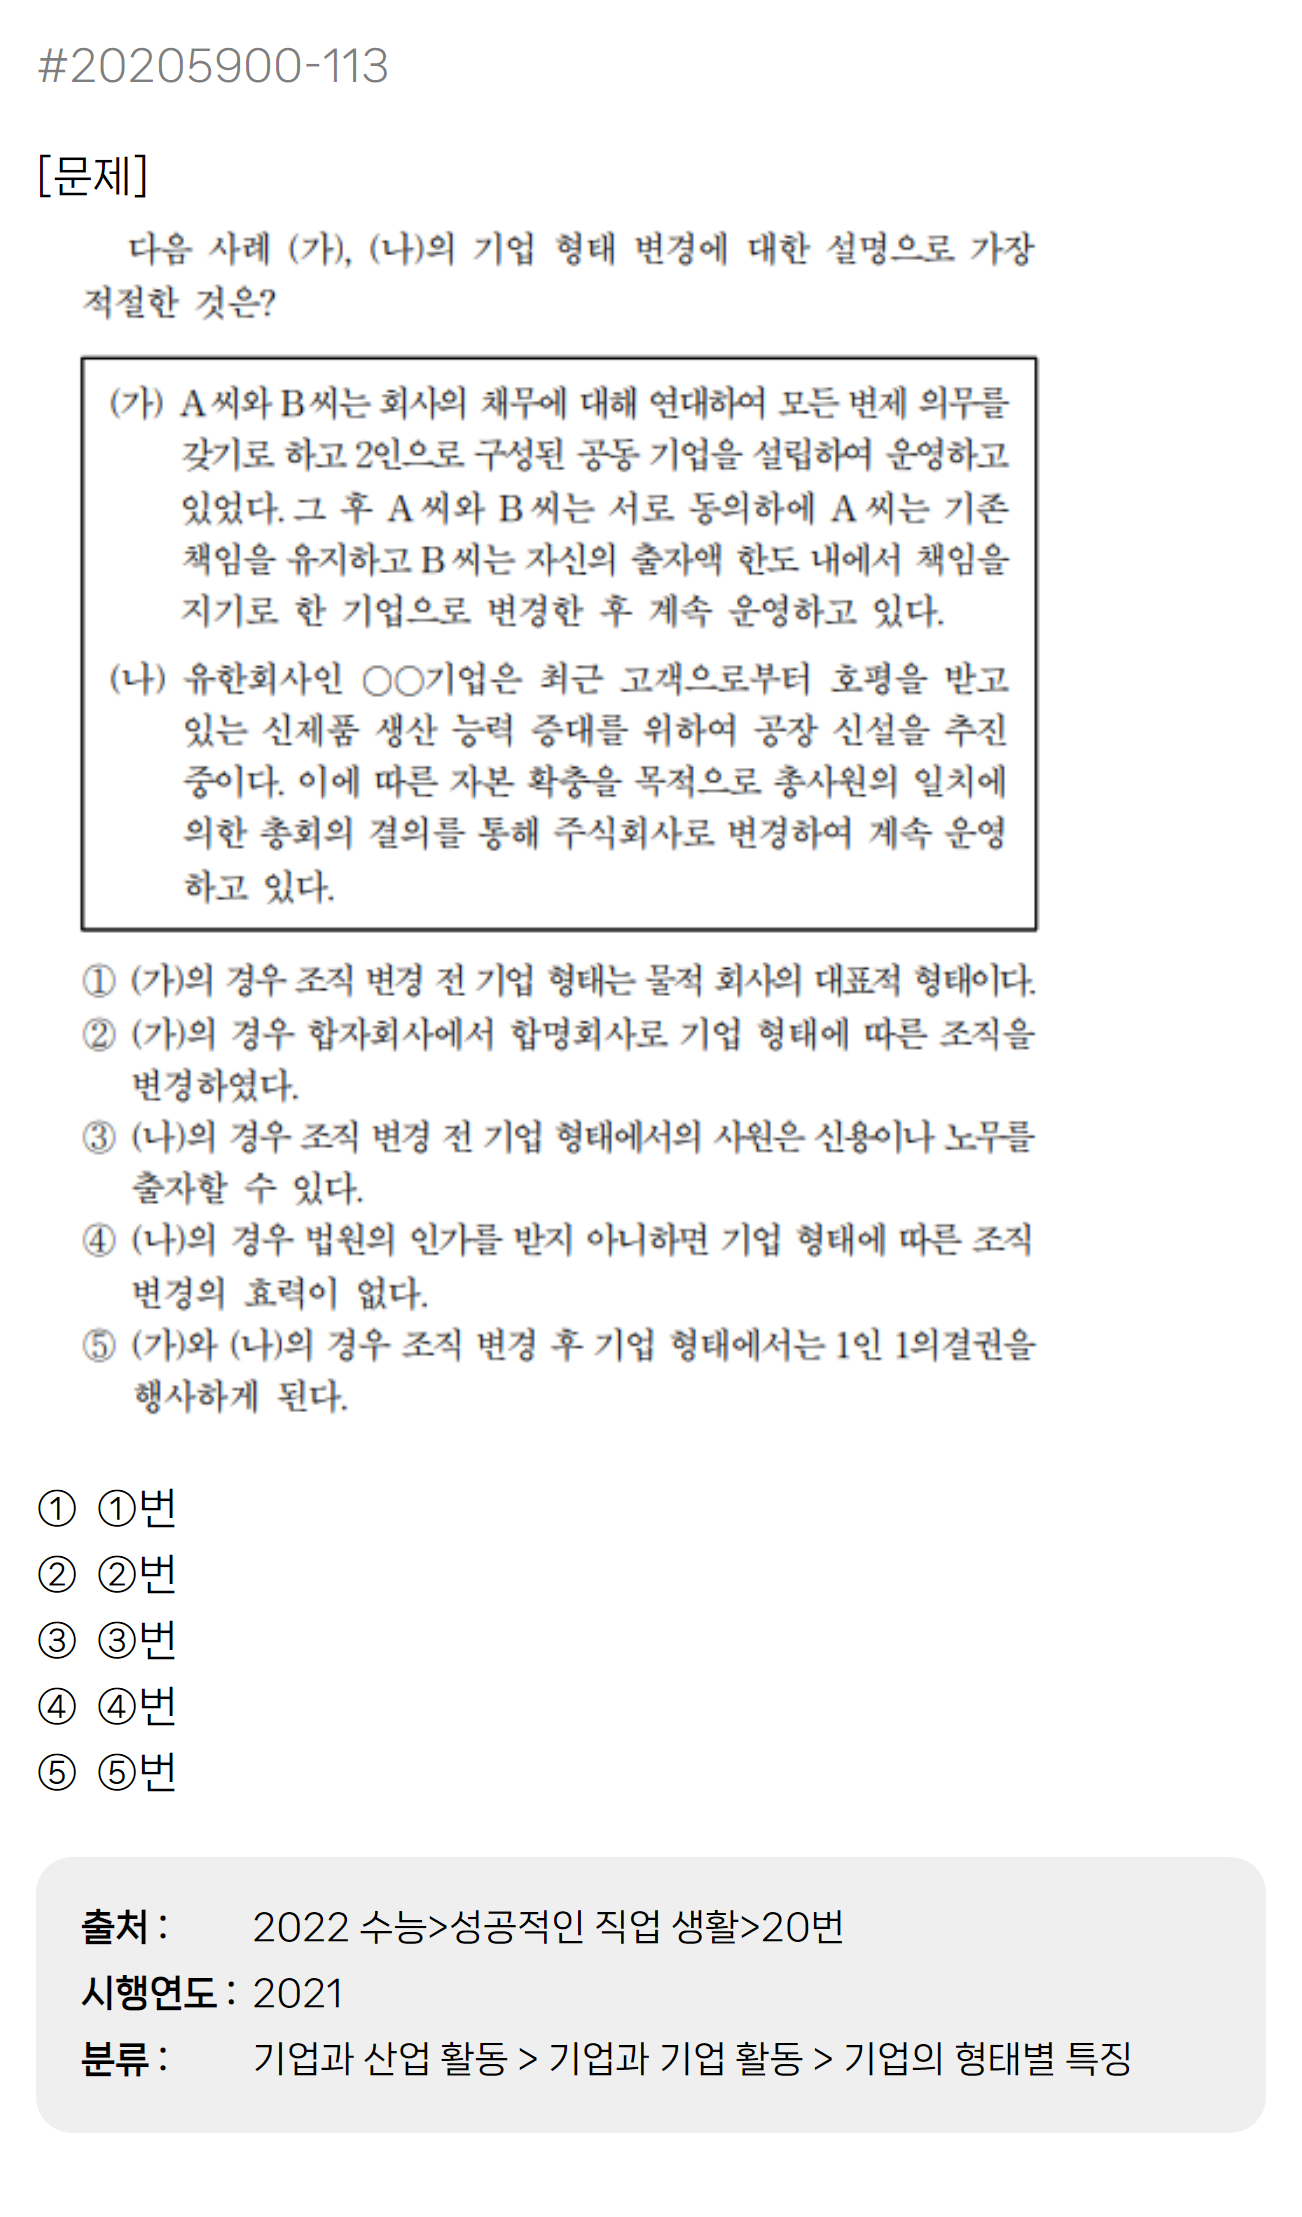 #20205900-113
[문제]
다음 사례 (가), (나)의 기업 형태 변경에 대한 설명으로 가장
적절한 것은?
(가) A씨와 B씨는 회사의 채무에 대해 연대하여 모든 변제 의무를
갖기로 하고 2인으로 구성된 공동 기업을 설립하여 운영하고
있었다. 그 후 A씨와 B씨는 서로 동의하에 A씨는 기존
책임을 유지하고 B씨는 자신의 출자액 한도 내에서 책임을
지기로 한 기업으로 변경한 후 계속 운영하고 있다.
(나) 유한회사인 ○○기업은 최근 고객으로부터 호평을 받고
있는 신제품 생산 능력 증대를 위하여 공장 신설을 추진
중이다. 이에 따른 자본 확충을 목적으로 총사원의 일치에
의한 총회의 결의를 통해 주식회사로 변경하여 계속 운영
하고 있다.
① (가)의 경우 조직 변경 전 기업 형태는 물적 회사의 대표적 형태이다.
② (가)의 경우 합자회사에서 합명회사로 기업 형태에 따른 조직을
변경하였다.
③ (나)의 경우 조직 변경 전 기업 형태에서의 사원은 신용이나 노무를
출자할 수 있다.
④ (나)의 경우 법원의 인가를 받지 아니하면 기업 형태에 따른 조직
변경의 효력이 없다.
⑤ (가)와 (나)의 경우 조직 변경 후 기업 형태에서는 1인 1의결권을
행사하게 된다.
① ①번
② ②번
③ ③번
④ ④번
⑤ ⑤번
출처 : 2022 수능>성공적인 직업 생활>20번
시행연도 : 2021
분류 : 기업과 산업 활동 > 기업과 기업 활동 > 기업의 형태별 특징